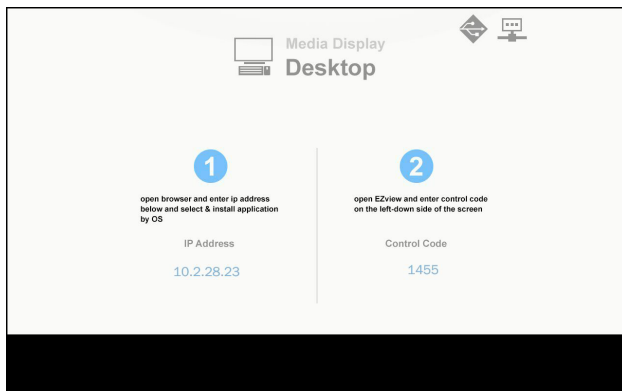 Media Display
Desktop
1
open browser and enter ip address
below and select & install application
by OS
IP Address
10.2.28.23
2
open EZview and enter control code
on the left-down side of the screen
Control Code
1455